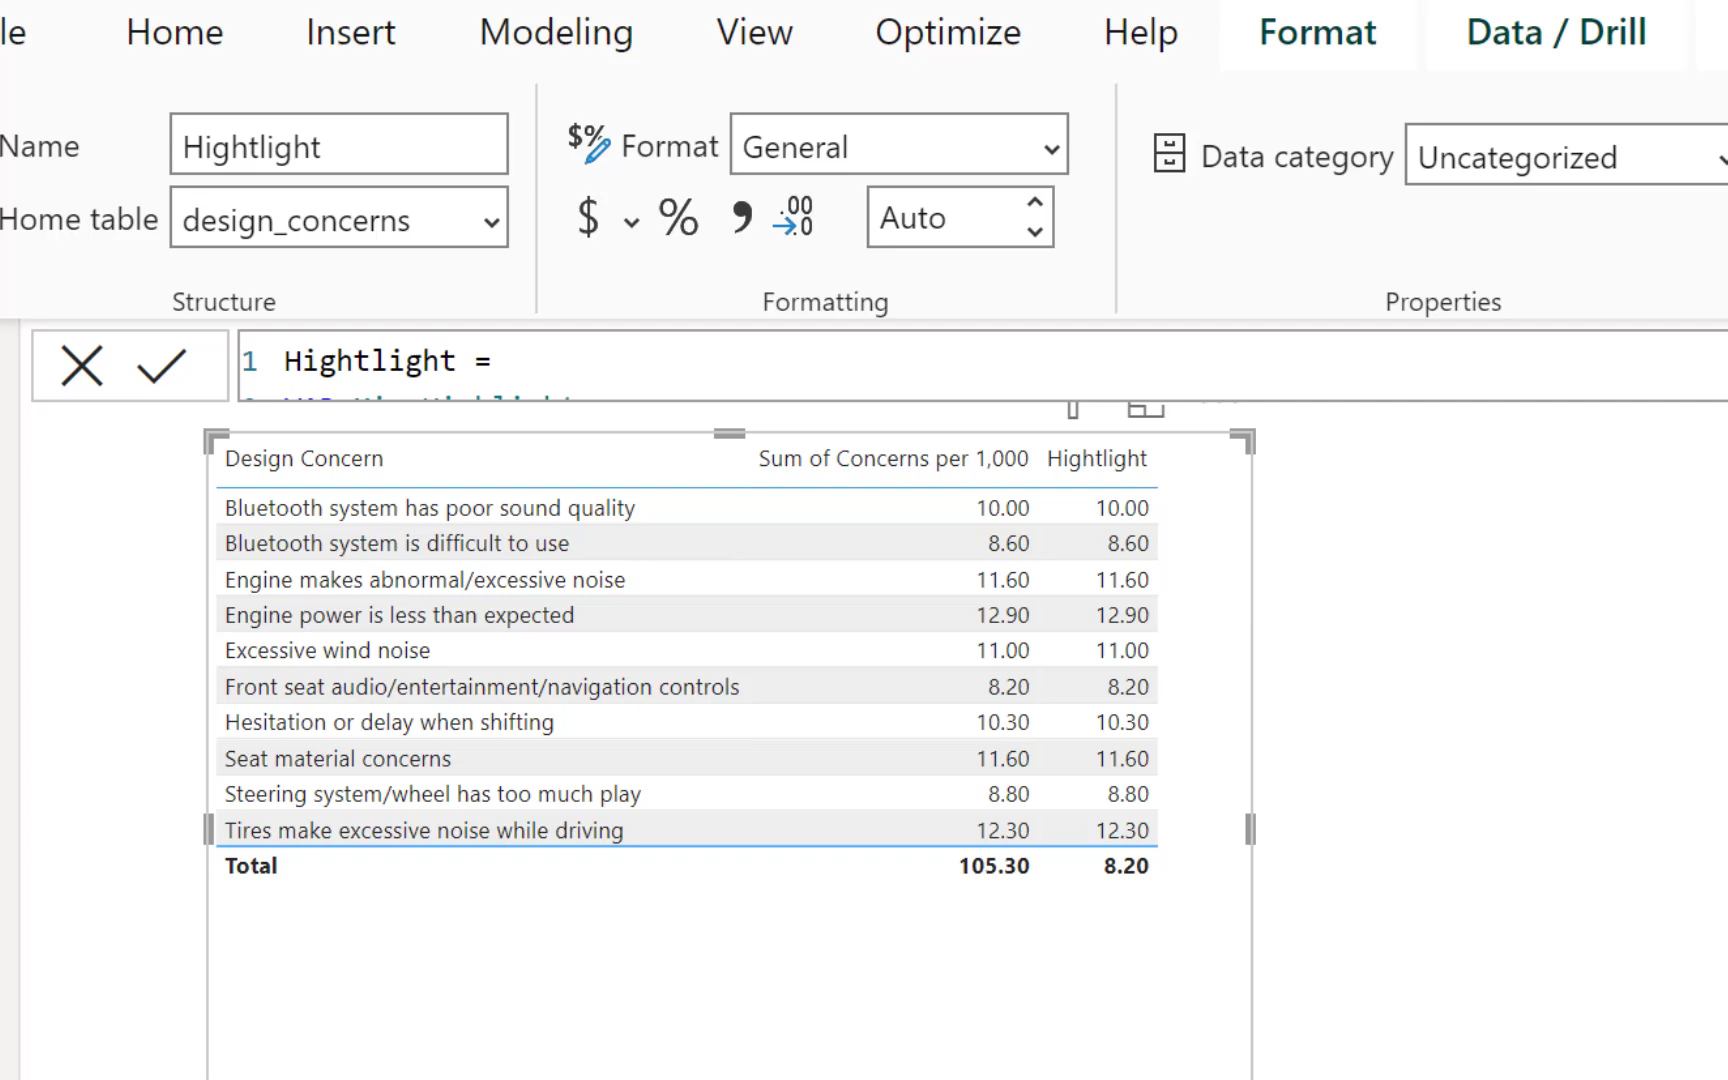 le Home Insert Modeling View Optimize Help Format Data / Drill
Name Hightlight $% Format General Data category Uncategorized
Home table design_concerns $ % , .00 .0 Auto
Structure Formatting Properties
1 Hightlight =
Design Concern Sum of Concerns per 1,000 Hightlight
Bluetooth system has poor sound quality 10.00 10.00
Bluetooth system is difficult to use 8.60 8.60
Engine makes abnormal/excessive noise 11.60 11.60
Engine power is less than expected 12.90 12.90
Excessive wind noise 11.00 11.00
Front seat audio/entertainment/navigation controls 8.20 8.20
Hesitation or delay when shifting 10.30 10.30
Seat material concerns 11.60 11.60
Steering system/wheel has too much play 8.80 8.80
Tires make excessive noise while driving 12.30 12.30
Total 105.30 8.20